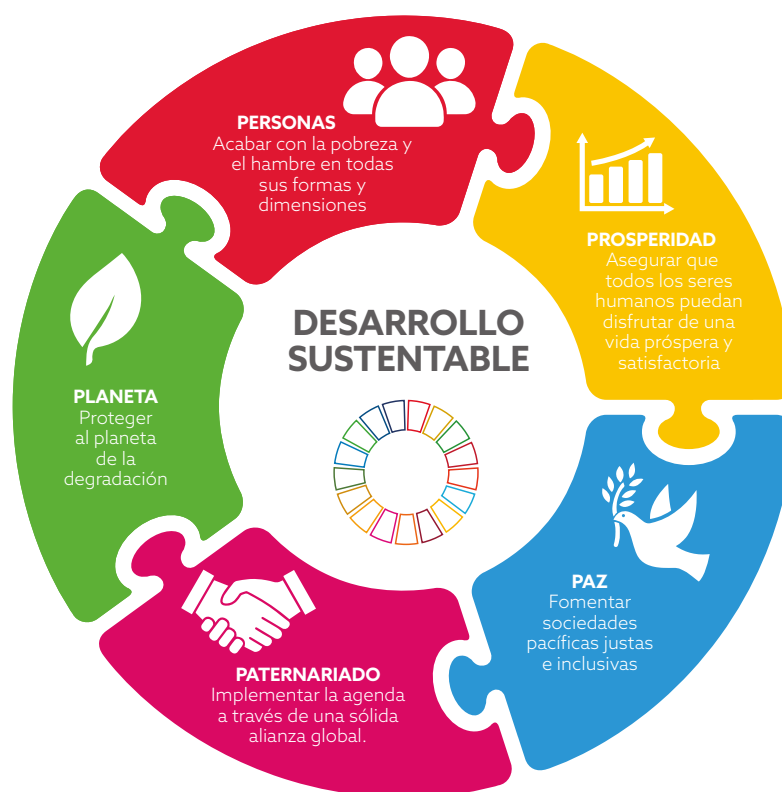 PERSONAS
Acabar con la pobreza y
el hambre en todas
sus formas y
dimensiones
PROSPERIDAD
Asegurar que
todos los seres
humanos puedan
disfrutar de una
vida próspera y
satisfactoria
DESARROLLO
SUSTENTABLE
PLANETA
Proteger
al planeta
de la
degradación
PAZ
Fomentar
sociedades
pacíficas justas
e inclusivas
PATERNARIADO
Implementar la agenda
a través de una sólida
alianza global.